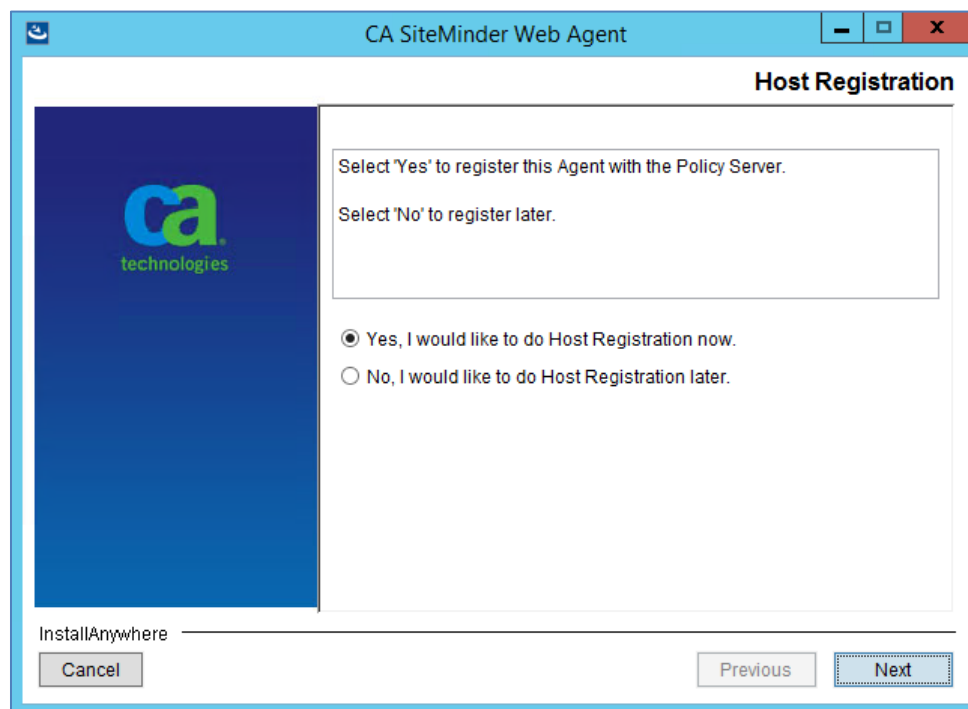 CA SiteMinder Web Agent
Host Registration
ca
technologies
Select 'Yes' to register this Agent with the Policy Server.
Select 'No' to register later.
Yes, I would like to do Host Registration now.
No, I would like to do Host Registration later.
InstallAnywhere
Cancel
Previous
Next